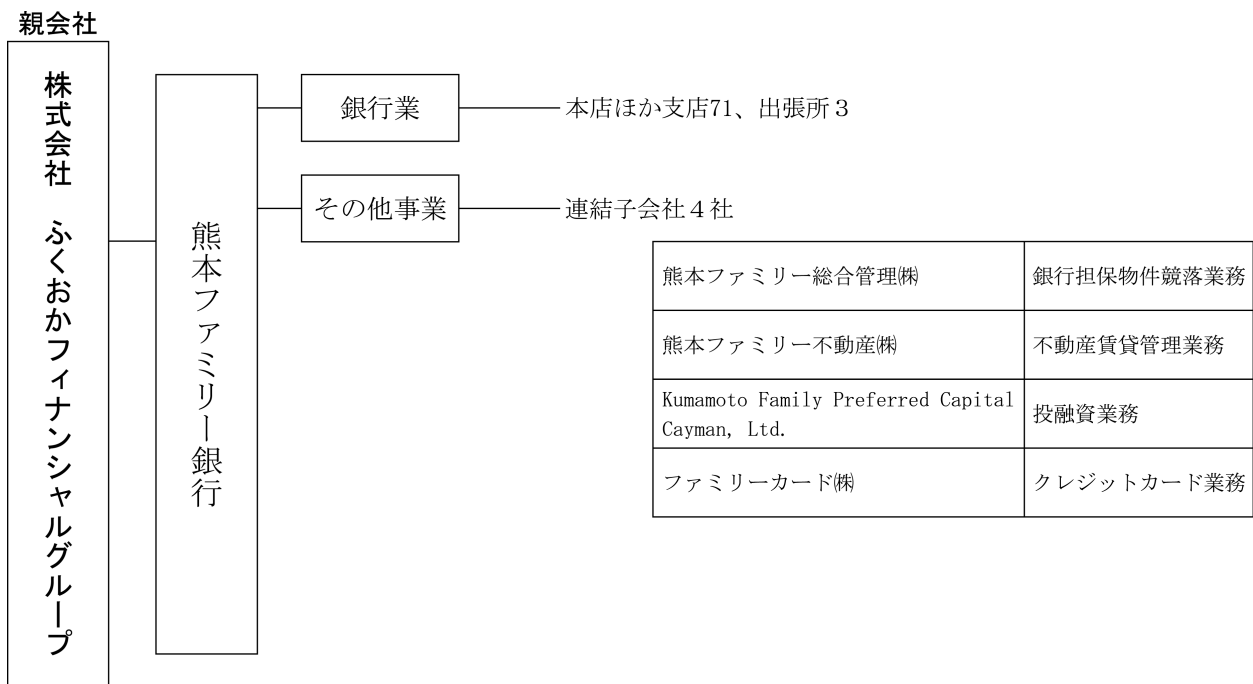 親会社
株式会社　ふくおかフィナンシャルグループ
熊本ファミリー銀行
銀行業
本店ほか支店71、出張所３
その他事業
連結子会社４社
熊本ファミリー総合管理㈱
銀行担保物件競落業務
熊本ファミリー不動産㈱
不動産賃貸管理業務
Kumamoto Family Preferred Capital
Cayman, Ltd.
投融資業務
ファミリーカード㈱
クレジットカード業務